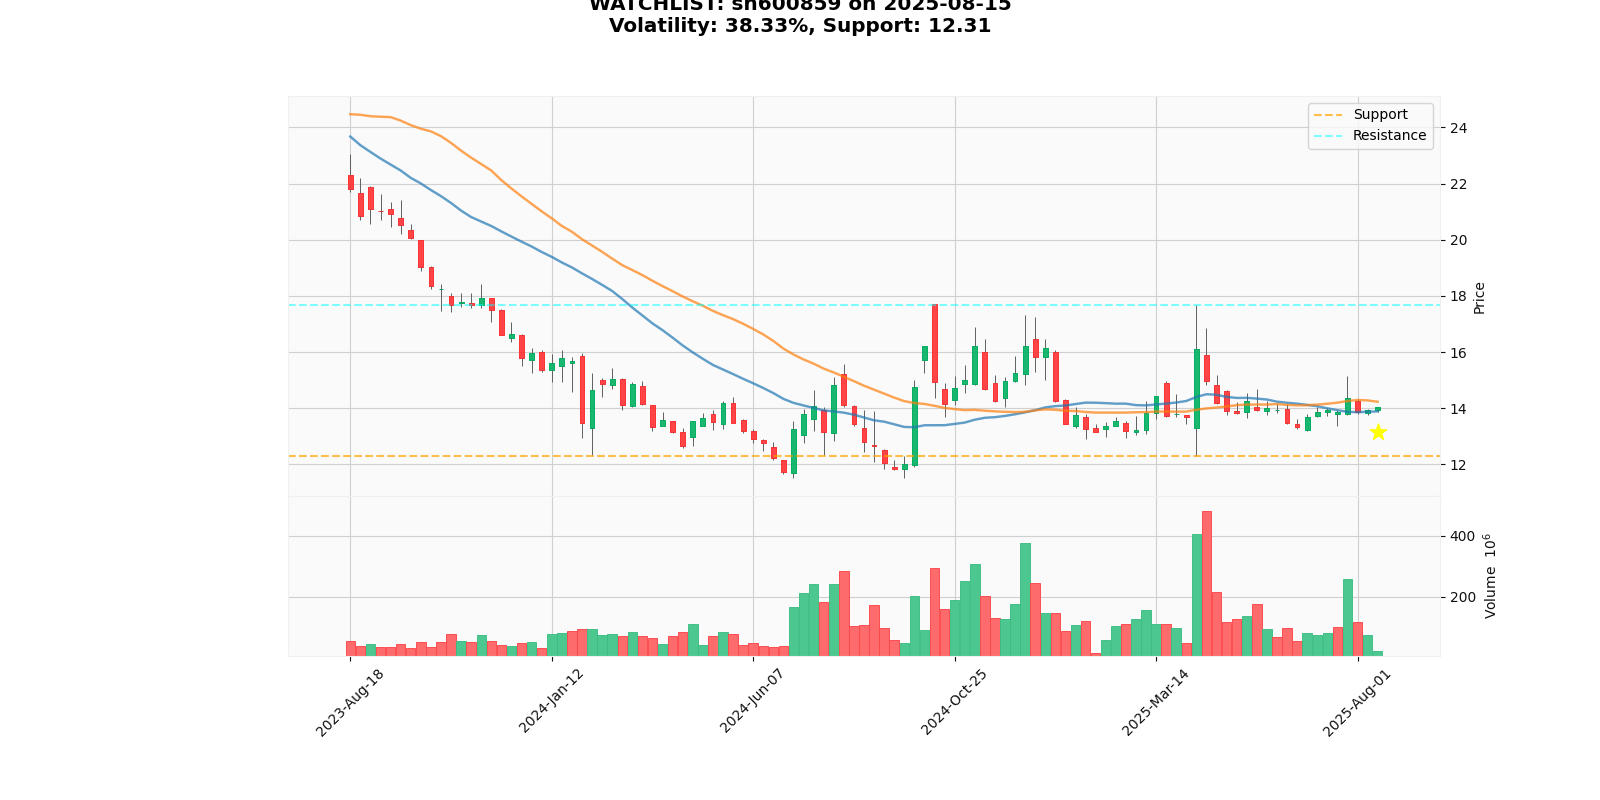 WATCHLIST: sh600859 on 2025-08-15
Volatility: 38.33%, Support: 12.31
Support
Resistance
24
22
20
18
16
14
12
Price
400
200
Volume 10⁶
2023-Aug-18
2024-Jan-12
2024-Jun-07
2024-Oct-25
2025-Mar-14
2025-Aug-01